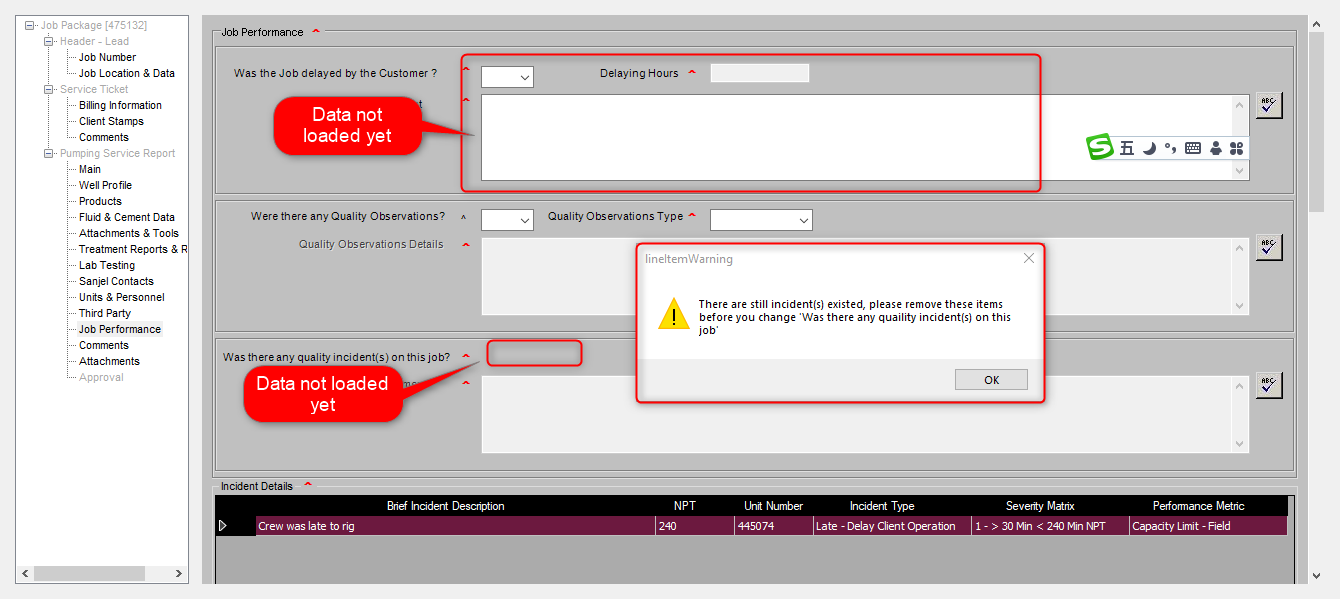 Job Package [475132]
Header - Lead
Job Number
Job Location & Data
Service Ticket
Billing Information
Client Stamps
Comments
Pumping Service Report
Main
Well Profile
Products
Fluid & Cement Data
Attachments & Tools
Treatment Reports & R
Lab Testing
Sanjel Contacts
Units & Personnel
Third Party
Job Performance
Comments
Attachments
Approval
Job Performance
Was the Job delayed by the Customer ?
Delaying Hours
Data not
loaded yet
ABC
五
Were there any Quality Observations?
Quality Observations Type
Quality Observations Details
ABC
lineItemWarning
There are still incident(s) existed, please remove these items
before you change 'Was there any quaility incident(s) on this
job'
OK
Was there any quality incident(s) on this job?
Data not loaded
yet
ABC
Incident Details
Brief Incident Description NPT Unit Number Incident Type Severity Matrix Performance Metric
Crew was late to rig 240 445074 Late - Delay Client Operation 1 - > 30 Min < 240 Min NPT Capacity Limit - Field